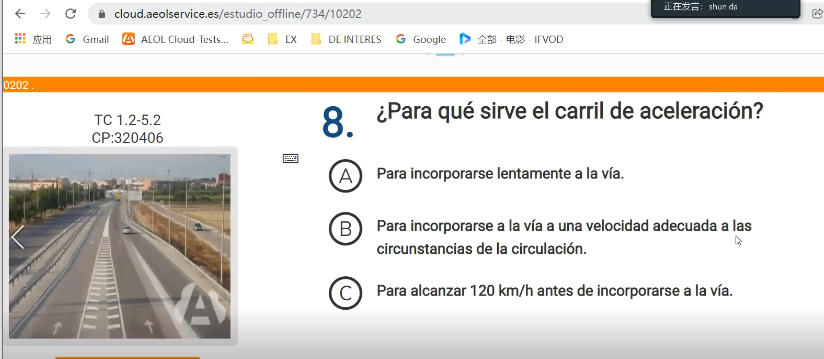 正在发言: shun da
cloud.aeolservice.es/estudio_offline/734/10202
应用 Gmail AEOL Cloud-Tests... EX DE INTERES Google 全部 - 电影 - IFVOD
0202 .
TC 1.2-5.2
CP:320406
8. ¿Para qué sirve el carril de aceleración?
A Para incorporarse lentamente a la vía.
B Para incorporarse a la vía a una velocidad adecuada a las
circunstancias de la circulación.
C Para alcanzar 120 km/h antes de incorporarse a la vía.
A